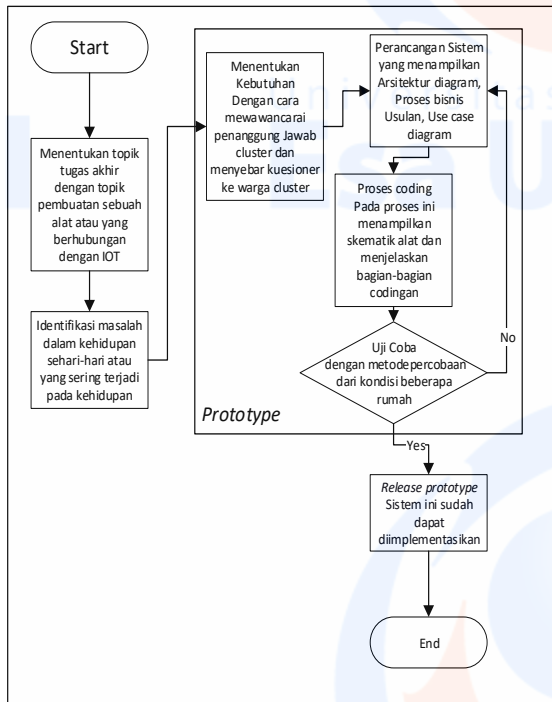 Start
Menentukan topik
tugas akhir
dengan topik
pembuatan sebuah
alat atau yang
berhubungan
dengan IOT
Identifikasi masalah
dalam kehidupan
sehari-hari atau
yang sering terjadi
pada kehidupan
Menentukan
Kebutuhan
Dengan cara
mewawancarai
penanggung Jawab
cluster dan
menyebar kuesioner
ke warga cluster
Perancangan Sistem
yang menampilkan
Arsitektur diagram,
Proses bisnis
Usulan, Use case
diagram
Proses coding
Pada proses ini
menampilkan
skematik alat dan
menjelaskan
bagian-bagian
codingan
Uji Coba
dengan metodepercobaan
dari kondisi beberapa
rumah
No
Prototype
Yes
Release prototype
Sistem ini sudah
dapat
diimplementasikan
End
Universitas
Esa U